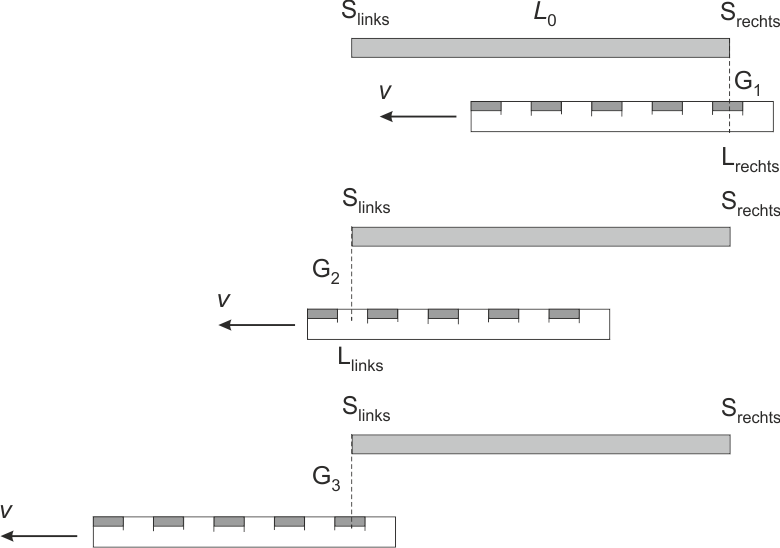 S_links L_0 S_rechts
G_1
v
L_rechts
S_links S_rechts
G_2
v
L_links
S_links S_rechts
G_3
v